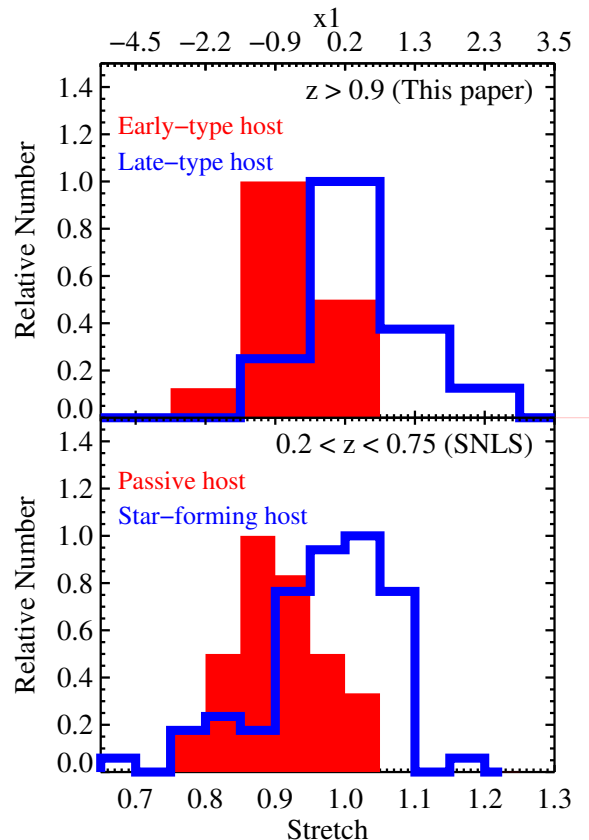 x1
−4.5 −2.2 −0.9 0.2 1.3 2.3 3.5
z > 0.9 (This paper)
Early−type host
Late−type host
Relative Number
1.4
1.2
1.0
0.8
0.6
0.4
0.2
0.0
0.2 < z < 0.75 (SNLS)
Passive host
Star−forming host
Relative Number
1.4
1.2
1.0
0.8
0.6
0.4
0.2
0.0
0.7 0.8 0.9 1.0 1.1 1.2 1.3
Stretch